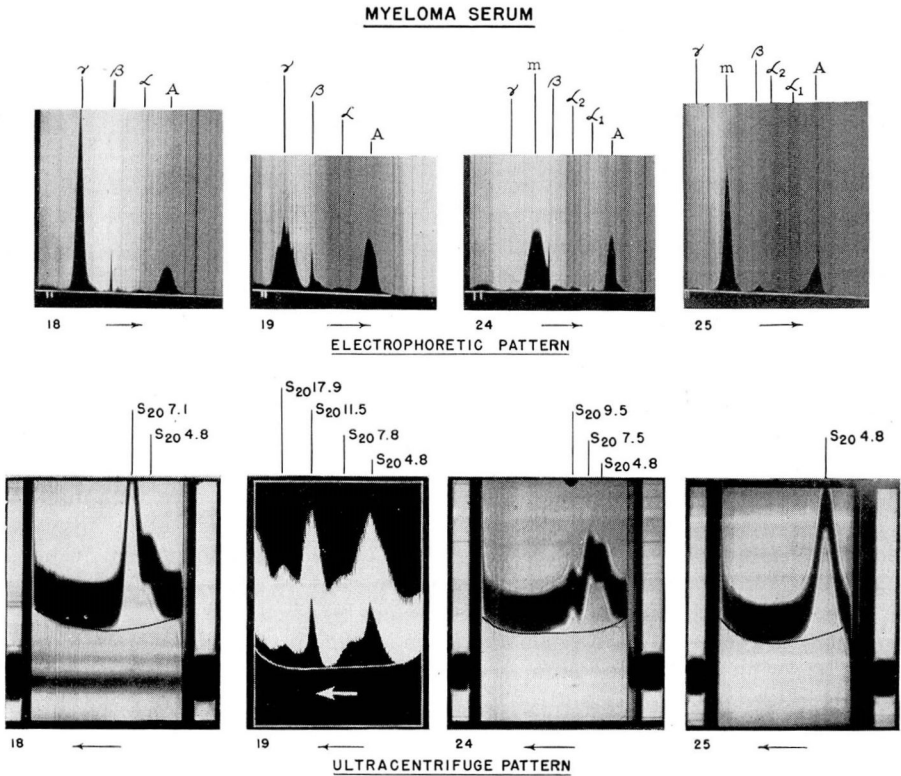 MYELOMA SERUM
γ β α A
γ β α A
γ m β α2 α1 A
γ m β α2 α1 A
18 → 19 → 24 → 25 →
ELECTROPHORETIC PATTERN
S20 7.1
S20 4.8
S20 17.9
S20 11.5
S20 7.8
S20 4.8
S20 9.5
S20 7.5
S20 4.8
S20 4.8
18 ← 19 ← 24 ← 25 ←
ULTRACENTRIFUGE PATTERN